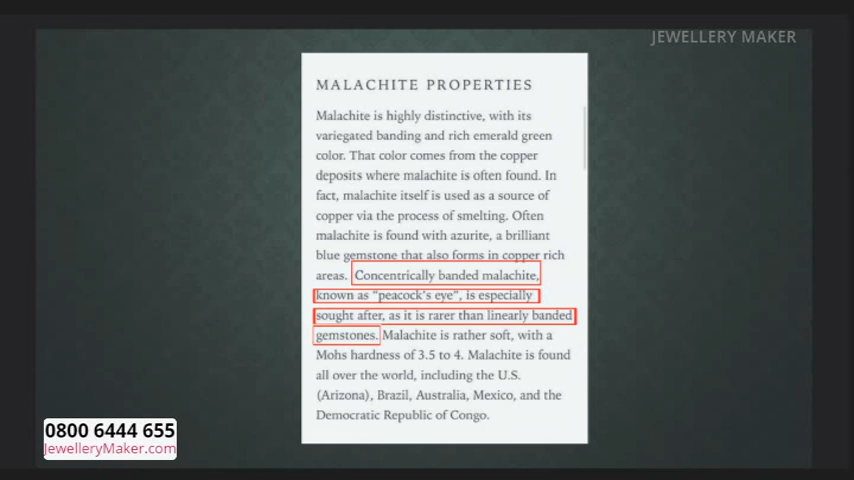 JEWELLERY MAKER
MALACHITE PROPERTIES
Malachite is highly distinctive, with its
variegated banding and rich emerald green
color. That color comes from the copper
deposits where malachite is often found. In
fact, malachite itself is used as a source of
copper via the process of smelting. Often
malachite is found with azurite, a brilliant
blue gemstone that also forms in copper rich
areas. Concentrically banded malachite,
known as "peacock's eye", is especially
sought after, as it is rarer than linearly banded
gemstones. Malachite is rather soft, with a
Mohs hardness of 3.5 to 4. Malachite is found
all over the world, including the U.S.
(Arizona), Brazil, Australia, Mexico, and the
Democratic Republic of Congo.
0800 6444 655
JewelleryMaker.com